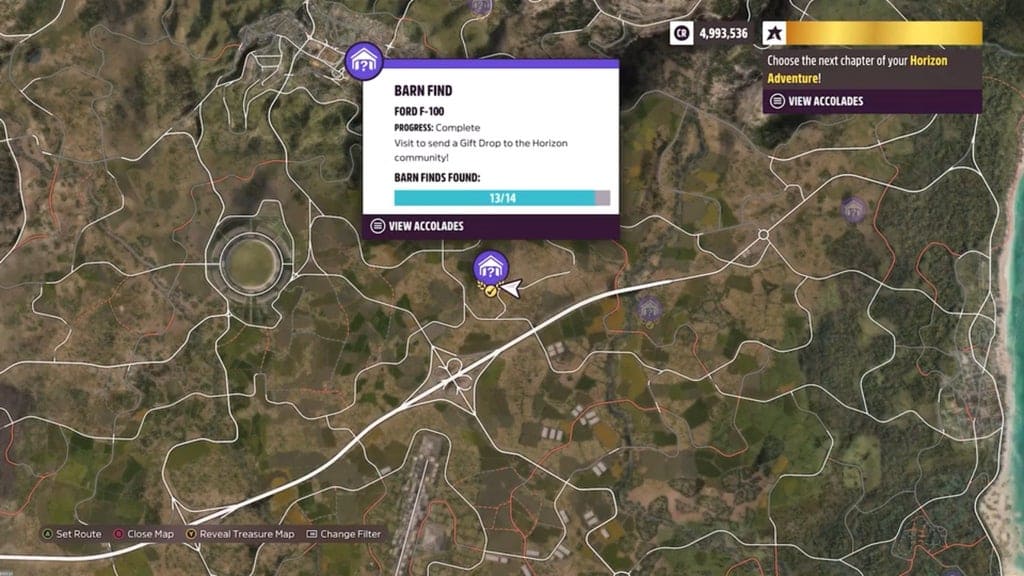 CR 4,993,536
Choose the next chapter of your Horizon
Adventure!
VIEW ACCOLADES
BARN FIND
FORD F-100
PROGRESS: Complete
Visit to send a Gift Drop to the Horizon
community!
BARN FINDS FOUND:
13/14
VIEW ACCOLADES
A Set Route B Close Map Y Reveal Treasure Map Change Filter